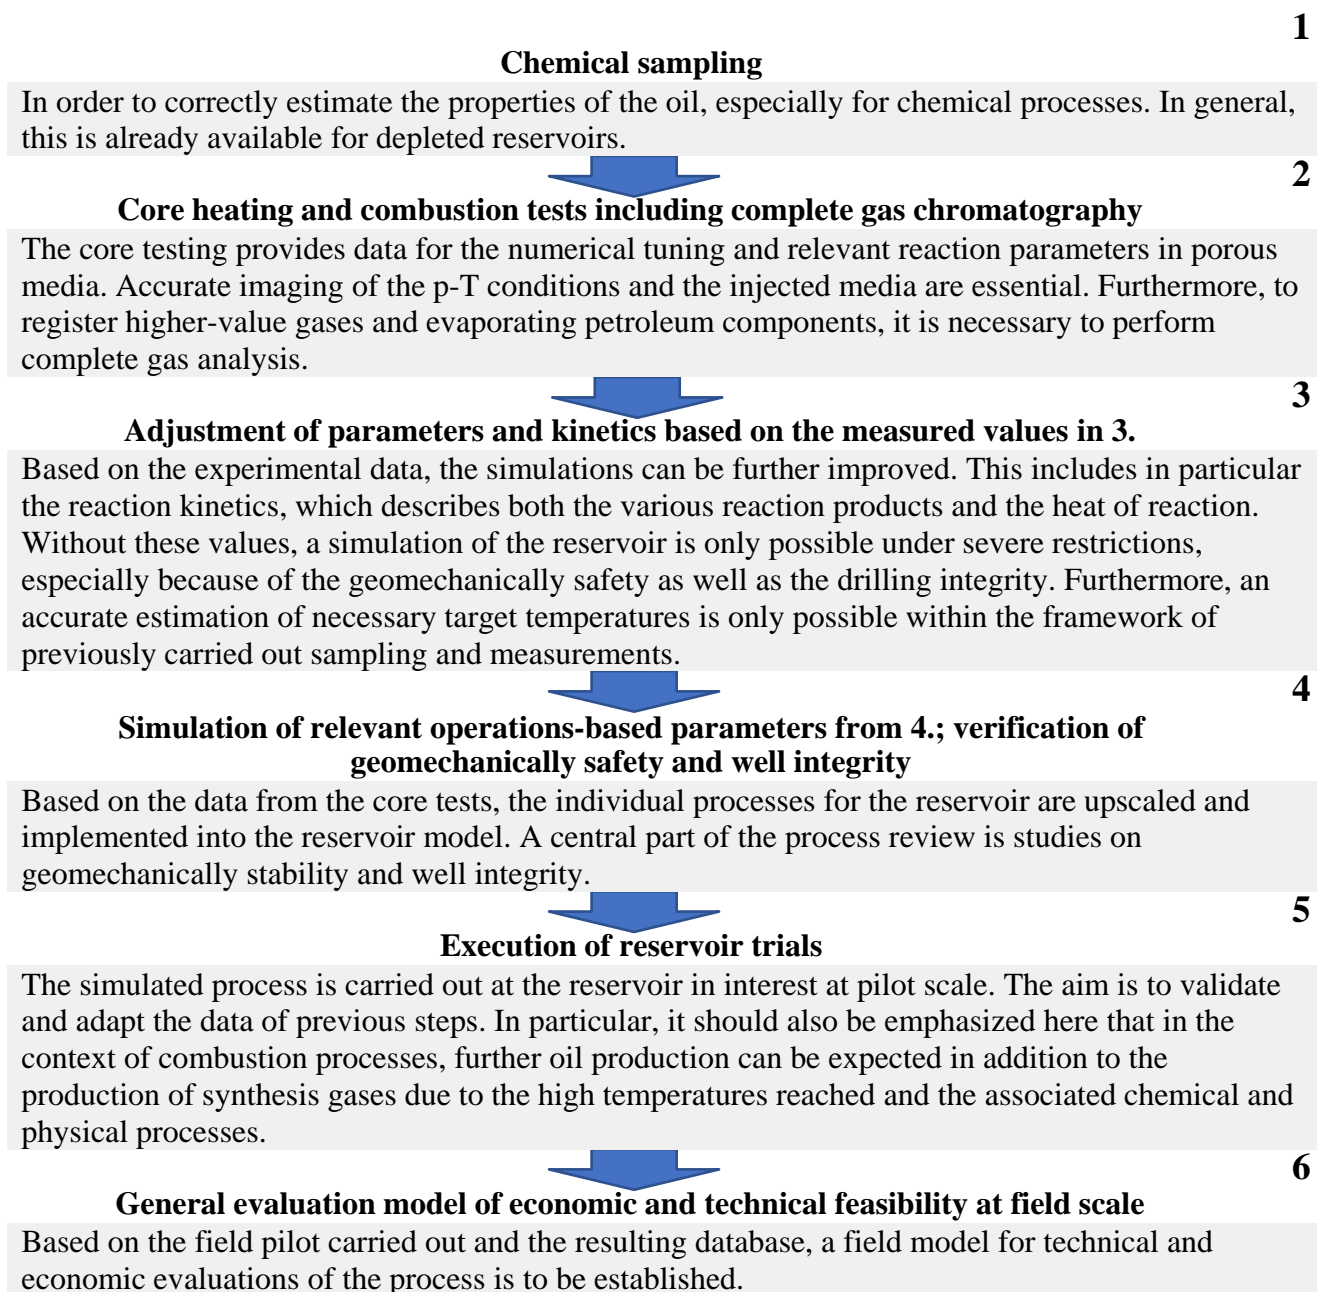 1
Chemical sampling
In order to correctly estimate the properties of the oil, especially for chemical processes. In general,
this is already available for depleted reservoirs.
2
Core heating and combustion tests including complete gas chromatography
The core testing provides data for the numerical tuning and relevant reaction parameters in porous
media. Accurate imaging of the p-T conditions and the injected media are essential. Furthermore, to
register higher-value gases and evaporating petroleum components, it is necessary to perform
complete gas analysis.
3
Adjustment of parameters and kinetics based on the measured values in 3.
Based on the experimental data, the simulations can be further improved. This includes in particular
the reaction kinetics, which describes both the various reaction products and the heat of reaction.
Without these values, a simulation of the reservoir is only possible under severe restrictions,
especially because of the geomechanically safety as well as the drilling integrity. Furthermore, an
accurate estimation of necessary target temperatures is only possible within the framework of
previously carried out sampling and measurements.
4
Simulation of relevant operations-based parameters from 4.; verification of
geomechanically safety and well integrity
Based on the data from the core tests, the individual processes for the reservoir are upscaled and
implemented into the reservoir model. A central part of the process review is studies on
geomechanically stability and well integrity.
5
Execution of reservoir trials
The simulated process is carried out at the reservoir in interest at pilot scale. The aim is to validate
and adapt the data of previous steps. In particular, it should also be emphasized here that in the
context of combustion processes, further oil production can be expected in addition to the
production of synthesis gases due to the high temperatures reached and the associated chemical and
physical processes.
6
General evaluation model of economic and technical feasibility at field scale
Based on the field pilot carried out and the resulting database, a field model for technical and
economic evaluations of the process is to be established.